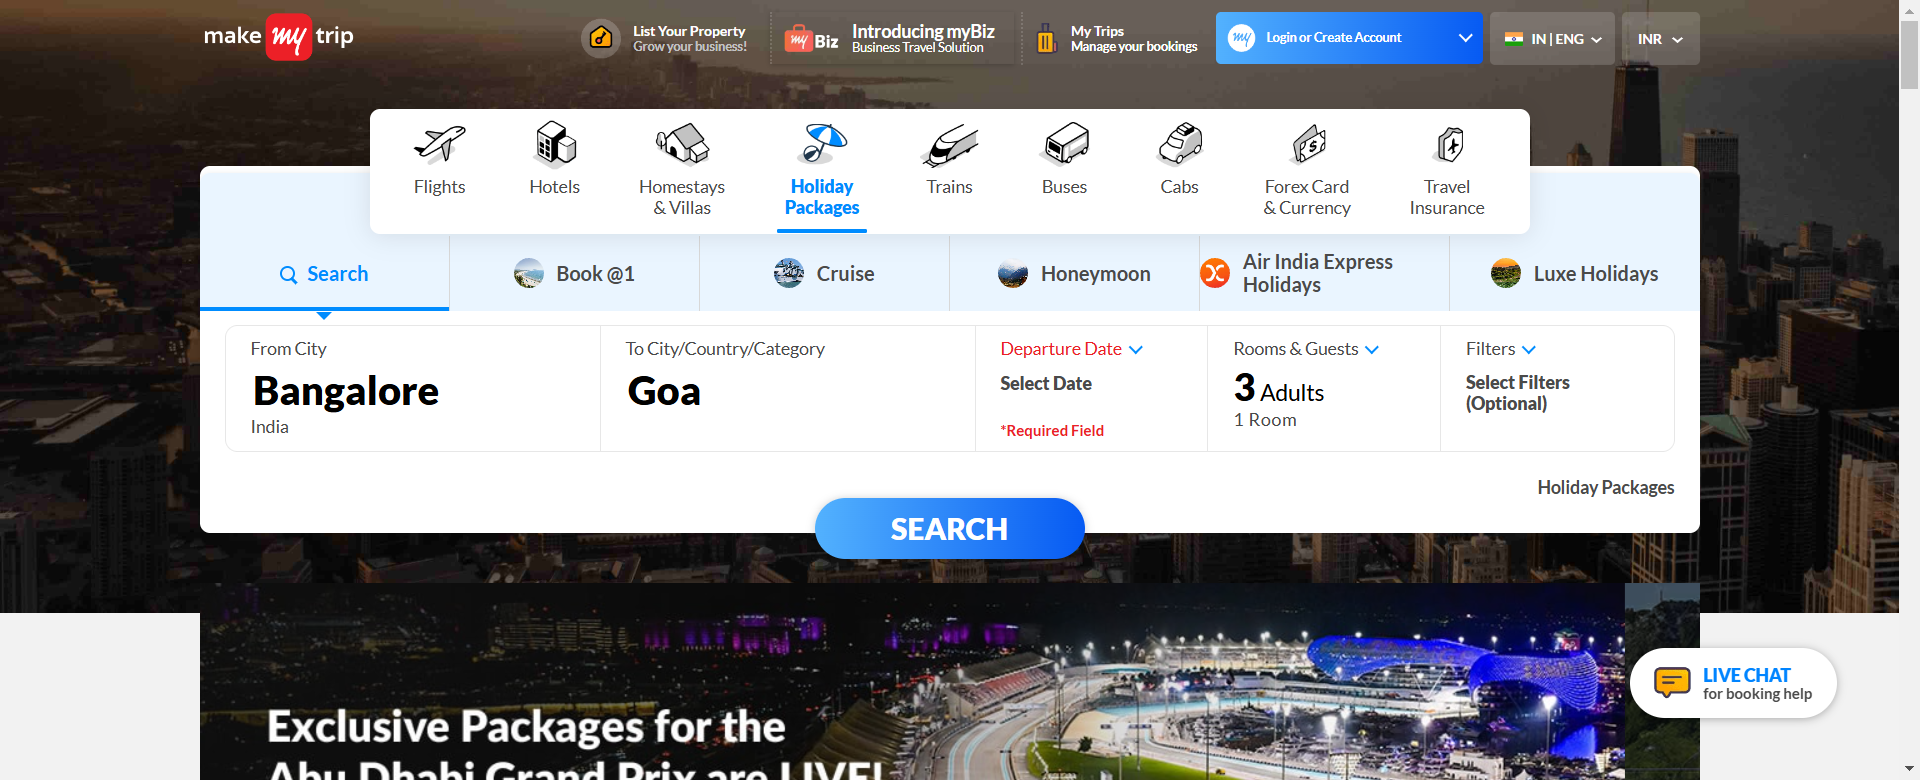 make my trip
List Your Property
Grow your business!
my Biz
Introducing myBiz
Business Travel Solution
My Trips
Manage your bookings
my
Login or Create Account
IN | ENG
INR
Flights
Hotels
Homestays
& Villas
Holiday
Packages
Trains
Buses
Cabs
Forex Card
& Currency
Travel
Insurance
Search
Book @1
Cruise
Honeymoon
Air India Express
Holidays
Luxe Holidays
From City
Bangalore
India
To City/Country/Category
Goa
Departure Date
Select Date
*Required Field
Rooms & Guests
3 Adults
1 Room
Filters
Select Filters
(Optional)
Holiday Packages
SEARCH
Exclusive Packages for the
Abu Dhabi Grand Prix are LIVE!
LIVE CHAT
for booking help